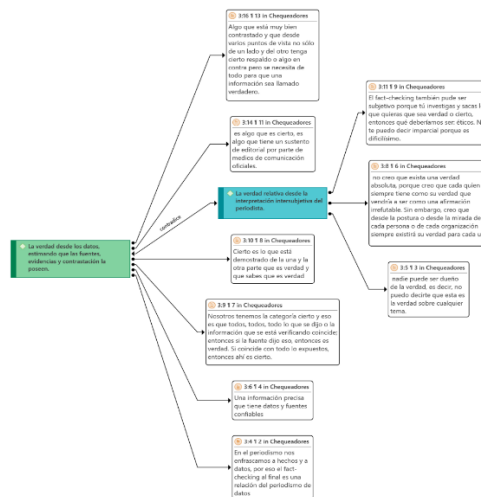 3:16 ¶ 13 in Chequeadores
Algo que está muy bien
contrastado y que desde
varios puntos de vista no sólo
de un lado y del otro tenga
cierto respaldo o algo en
contra pero se necesita de
todo para que una
información sea llamado
verdadero.
3:14 ¶ 11 in Chequeadores
es algo que es cierto, es
algo que tiene un sustento
de editorial por parte de
medios de comunicación
oficiales.
contradice
La verdad relativa desde la
interpretación intersubjetiva del
periodista.
La verdad desde los datos,
estimando que las fuentes,
evidencias y contrastación la
poseen.
3:10 ¶ 8 in Chequeadores
Cierto es lo que está
demostrado de la una y la
otra parte que es verdad y
que sabes que es verdad
3:9 ¶ 7 in Chequeadores
Nosotros tenemos la categoría cierto y eso
es que todos, todos, todo lo que se dijo o la
información que se está verificando coincide;
entonces si la fuente dijo eso, entonces es
verdad. Si coincide con todo lo expuestos,
entonces ahí es cierto.
3:6 ¶ 4 in Chequeadores
Una información precisa
que tiene datos y fuentes
confiables
3:4 ¶ 2 in Chequeadores
En el periodismo nos
enfrascamos a hechos y a
datos, por eso el fact-
checking al final es una
relación del periodismo de
datos
3:11 ¶ 9 in Chequeadores
El fact-checking también pude ser
subjetivo porque tú investigas y sacas l
que quieras que sea verdad o cierto,
entonces qué deberíamos ser: éticos. N
te puedo decir imparcial porque es
dificilísimo.
3:8 ¶ 6 in Chequeadores
no creo que exista una verdad
absoluta, porque creo que cada quien
siempre tiene como su verdad que
vendría a ser como una afirmación
irrefutable. Sin embargo, creo que
desde la postura o desde la mirada de
cada persona o de cada organización
siempre existirá su verdad para cada u
3:5 ¶ 3 in Chequeadores
nadie puede ser dueño
de la verdad, es decir, no
puedo decirte que esta es
la verdad sobre cualquier
tema.